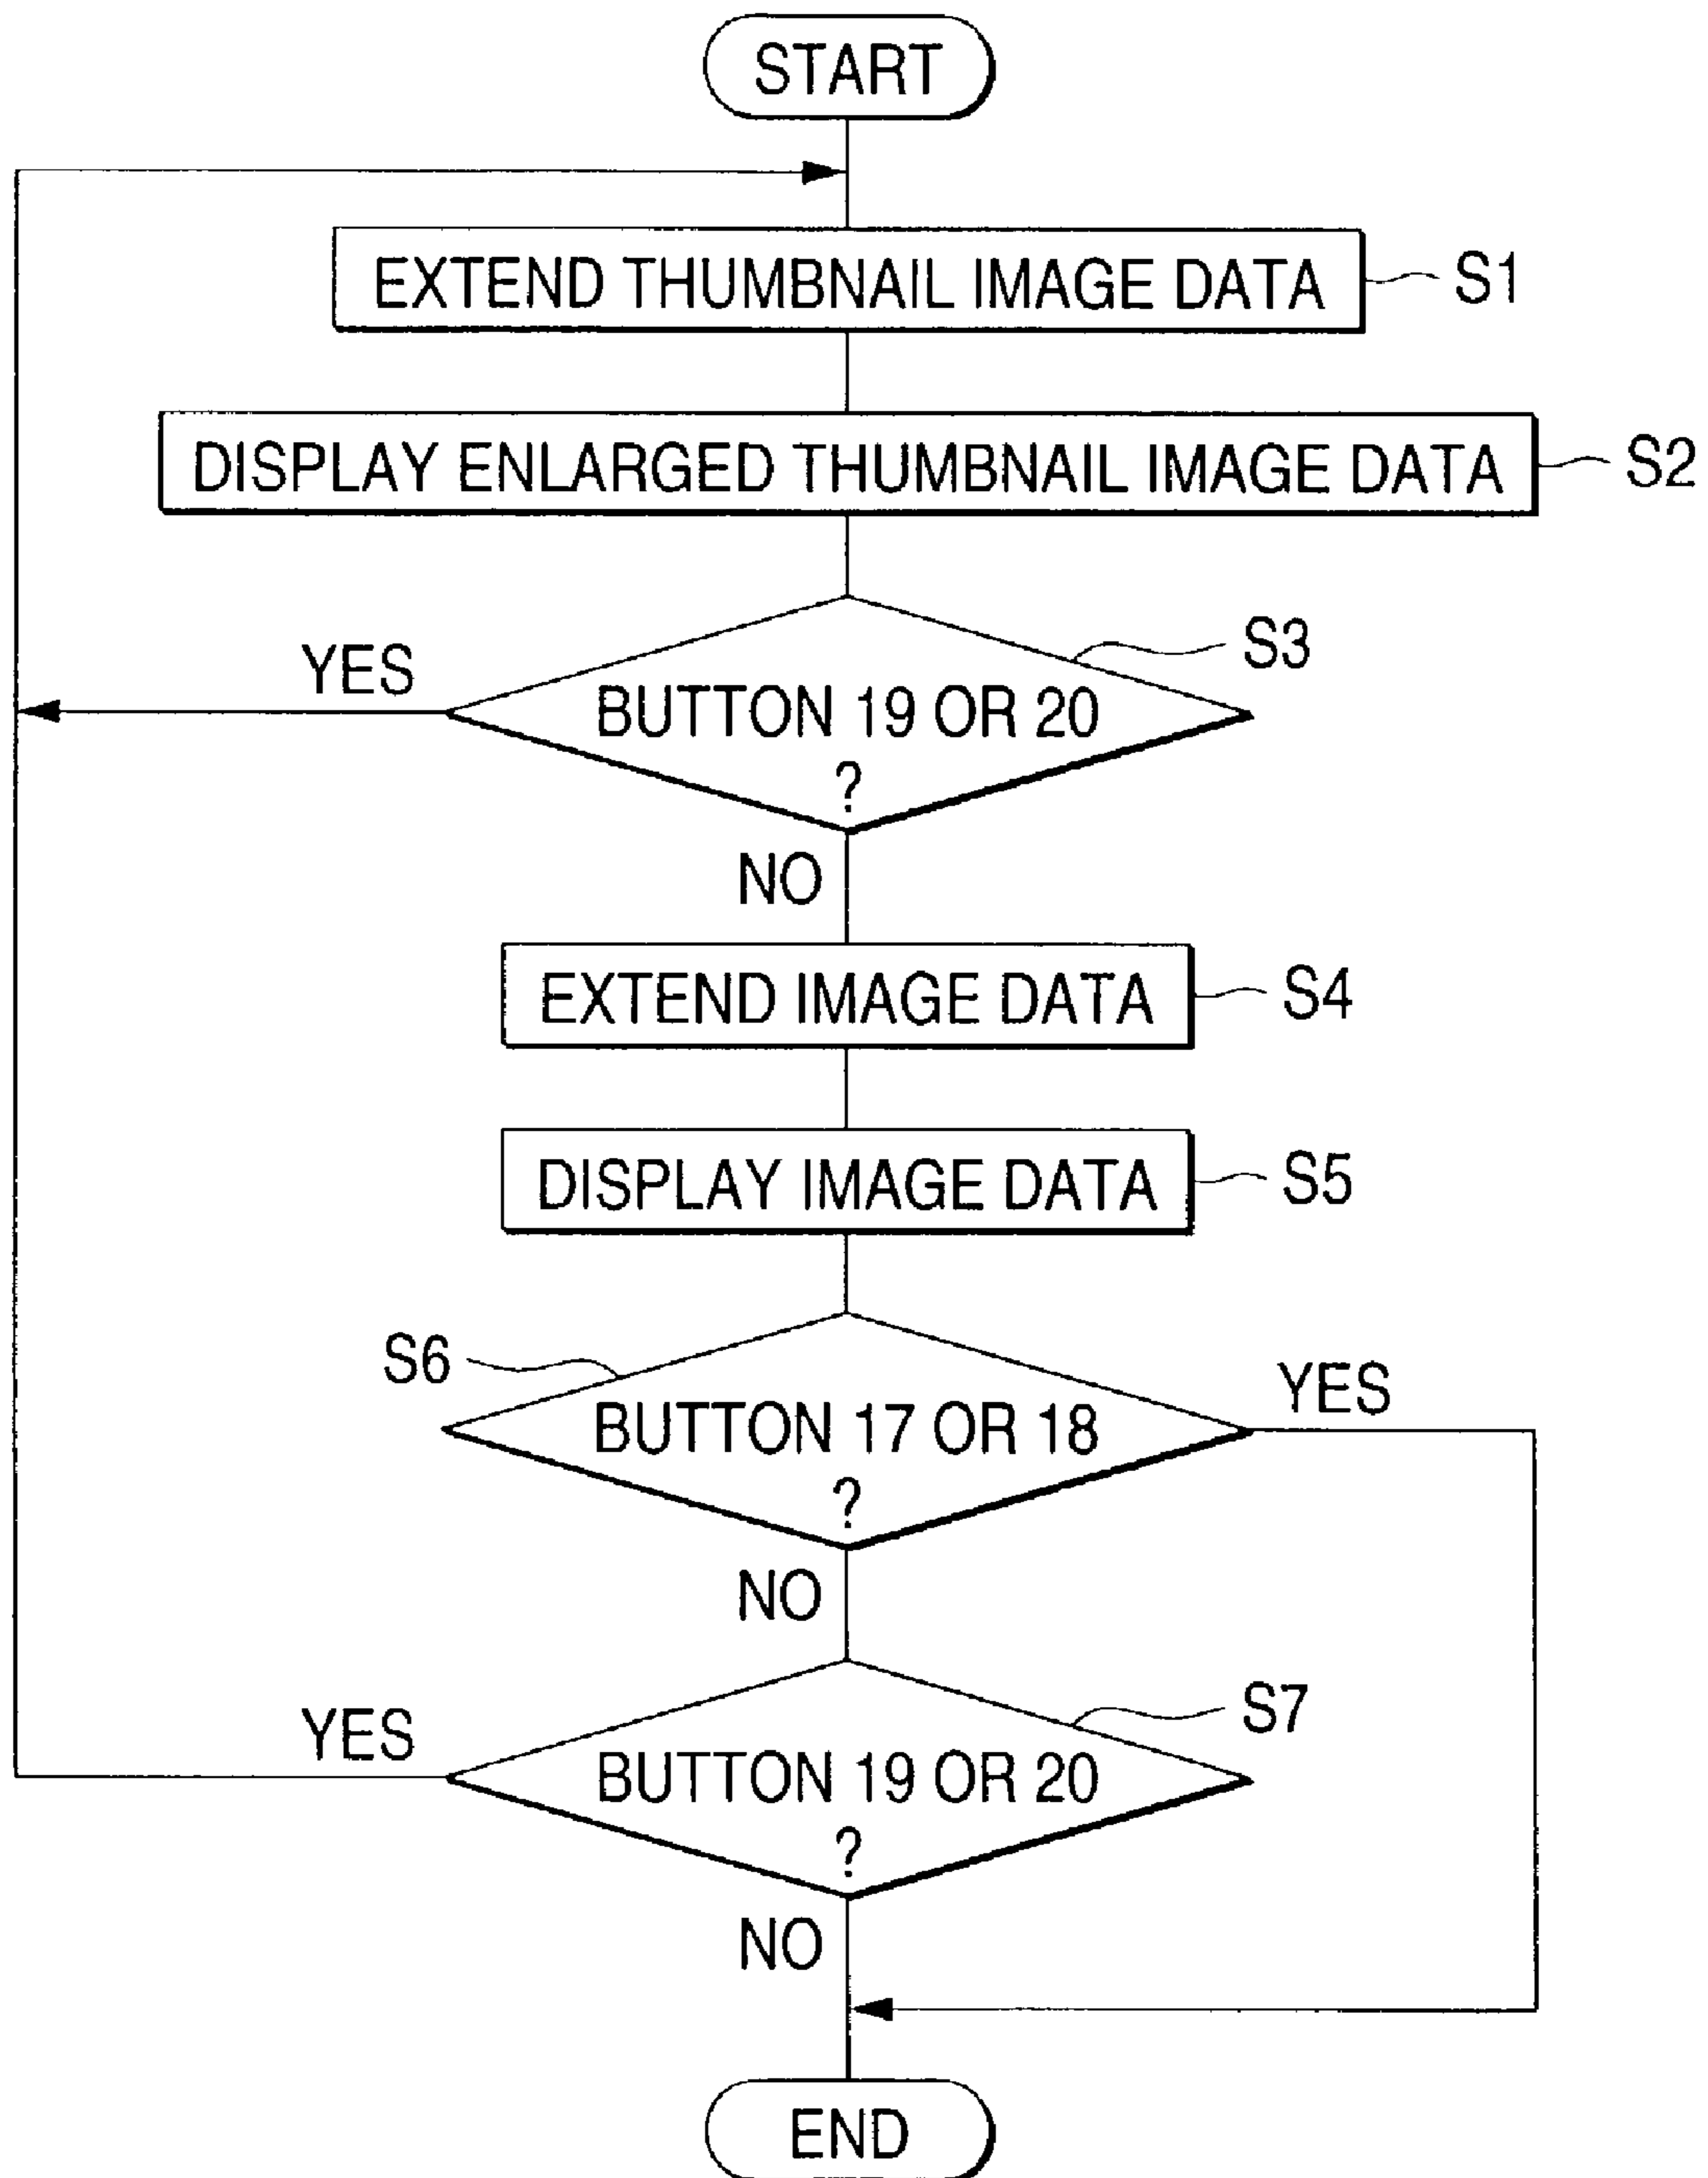 START
EXTEND THUMBNAIL IMAGE DATA
S1
DISPLAY ENLARGED THUMBNAIL IMAGE DATA
S2
YES
S3
BUTTON 19 OR 20
?
NO
EXTEND IMAGE DATA
S4
DISPLAY IMAGE DATA
S5
S6
YES
BUTTON 17 OR 18
?
NO
YES
S7
BUTTON 19 OR 20
?
NO
END